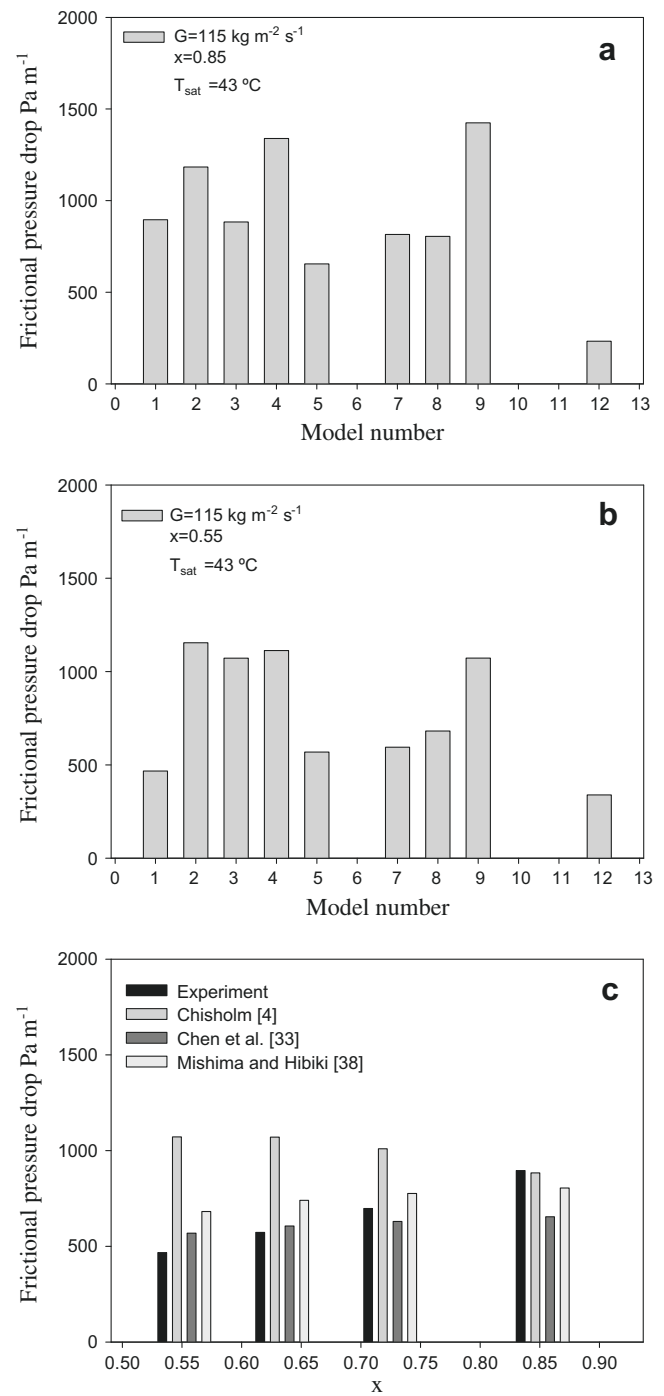 2000
1500
1000
500
0
Frictional pressure drop Pa m⁻¹
G=115 kg m⁻² s⁻¹
x=0.85
T_sat =43 ºC
a
0 1 2 3 4 5 6 7 8 9 10 11 12 13
Model number
2000
1500
1000
500
0
Frictional pressure drop Pa m⁻¹
G=115 kg m⁻² s⁻¹
x=0.55
T_sat =43 ºC
b
0 1 2 3 4 5 6 7 8 9 10 11 12 13
Model number
2000
1500
1000
500
0
Frictional pressure drop Pa m⁻¹
Experiment
Chisholm [4]
Chen et al. [33]
Mishima and Hibiki [38]
c
0.50 0.55 0.60 0.65 0.70 0.75 0.80 0.85 0.90
x